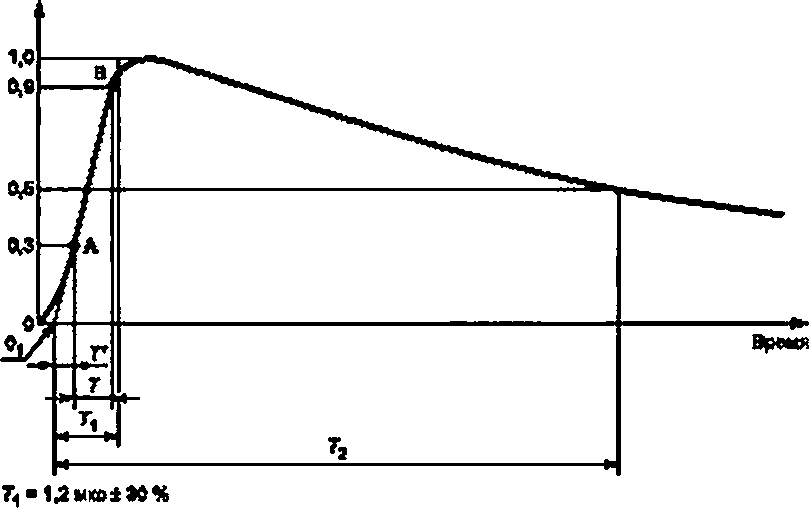 1,0
B
0,9
0,5
0,3
A
0
O₁
Время
T'
T
T₁
T₂
T₁ = 1,2 мкс ± 30 %